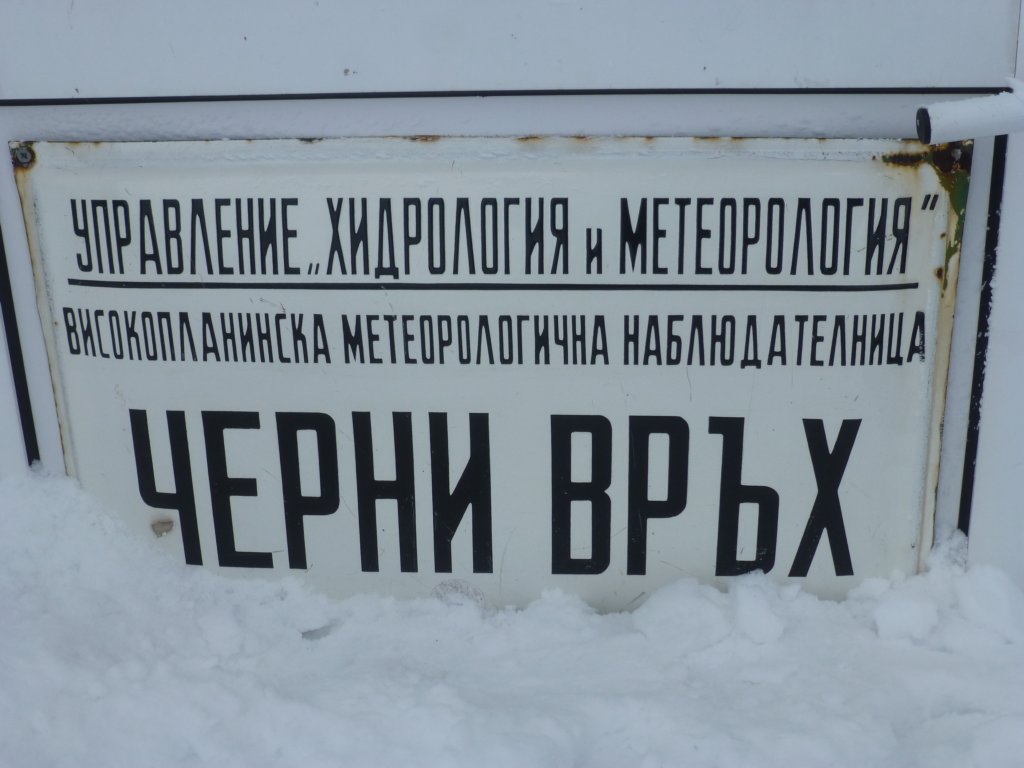 УПРАВЛЕНИЕ „ХИДРОЛОГИЯ и МЕТЕОРОЛОГИЯ”
ВИСОКОПЛАНИНСКА МЕТЕОРОЛОГИЧНА НАБЛЮДАТЕЛНИЦА
ЧЕРНИ ВРЪХ